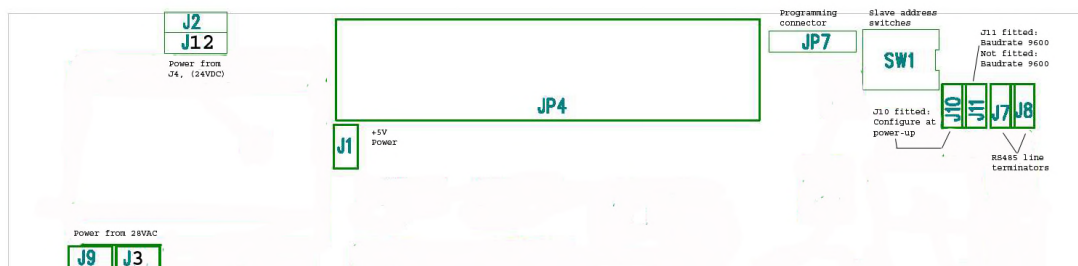 J2
J12
Power from
J4, (24VDC)
JP4
J1
+5V
Power
Programming
connector
JP7
Slave address
switches
SW1
J11 fitted:
Baudrate 9600
Not fitted:
Baudrate 9600
J10
J11
J7
J8
J10 fitted:
Configure at
power-up
RS485 line
terminators
Power from 28VAC
J9
J3